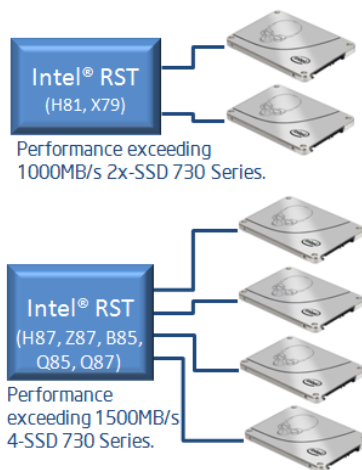 Intel® RST
(H81, X79)
Performance exceeding
1000MB/s 2x-SSD 730 Series.
Intel® RST
(H87, Z87, B85,
Q85, Q87)
Performance
exceeding 1500MB/s
4-SSD 730 Series.